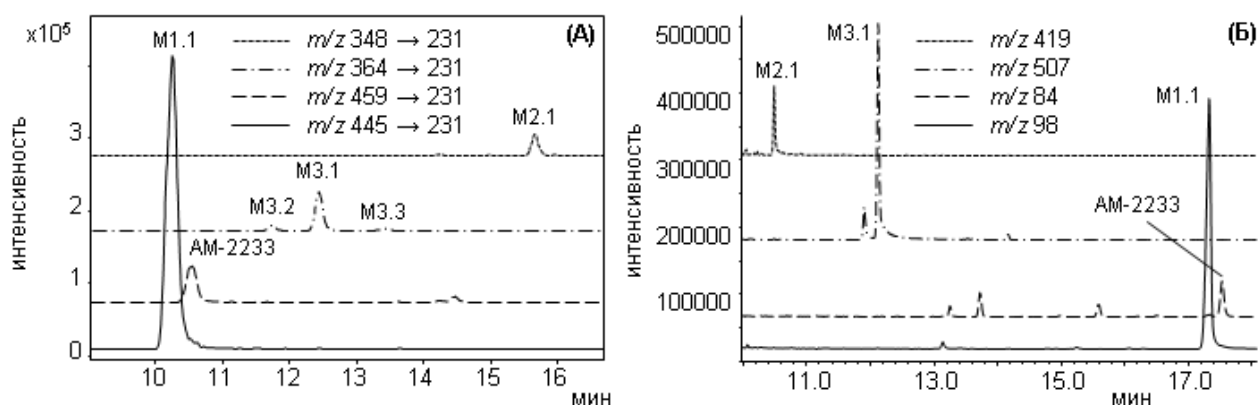 x10⁵
(А)
M1.1
m/z 348 → 231
m/z 364 → 231
m/z 459 → 231
m/z 445 → 231
M2.1
M3.1
M3.2
M3.3
AM-2233
интенсивность
3
2
1
0
10 11 12 13 14 15 16
мин
(Б)
M3.1
m/z 419
m/z 507
m/z 84
m/z 98
M2.1
M1.1
AM-2233
интенсивность
500000
400000
300000
200000
100000
11.0 13.0 15.0 17.0
мин